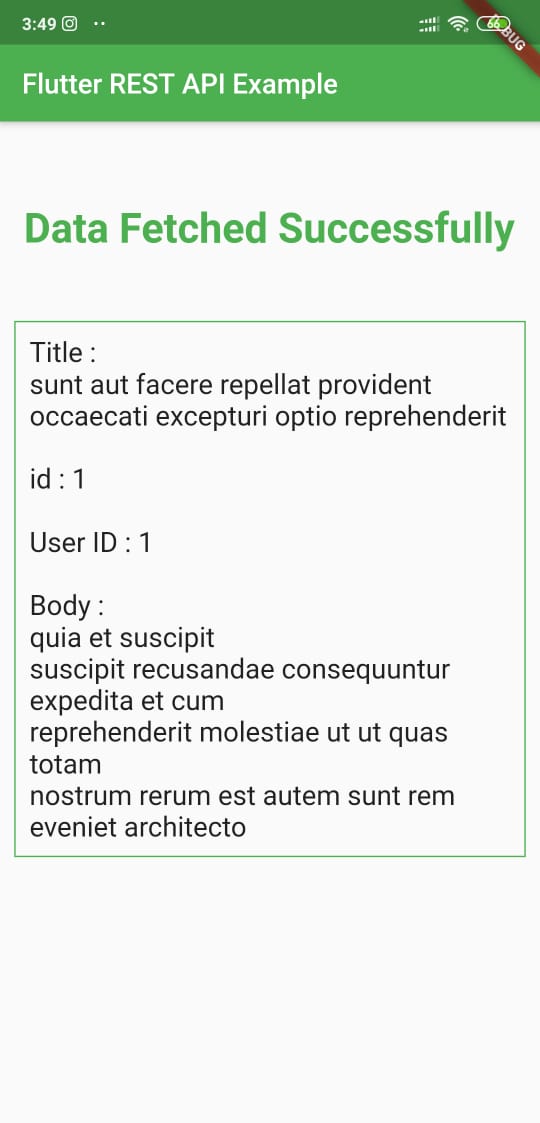 3:49
66
BUG
Flutter REST API Example
Data Fetched Successfully
Title :
sunt aut facere repellat provident
occaecati excepturi optio reprehenderit
id : 1
User ID : 1
Body :
quia et suscipit
suscipit recusandae consequuntur
expedita et cum
reprehenderit molestiae ut ut quas
totam
nostrum rerum est autem sunt rem
eveniet architecto